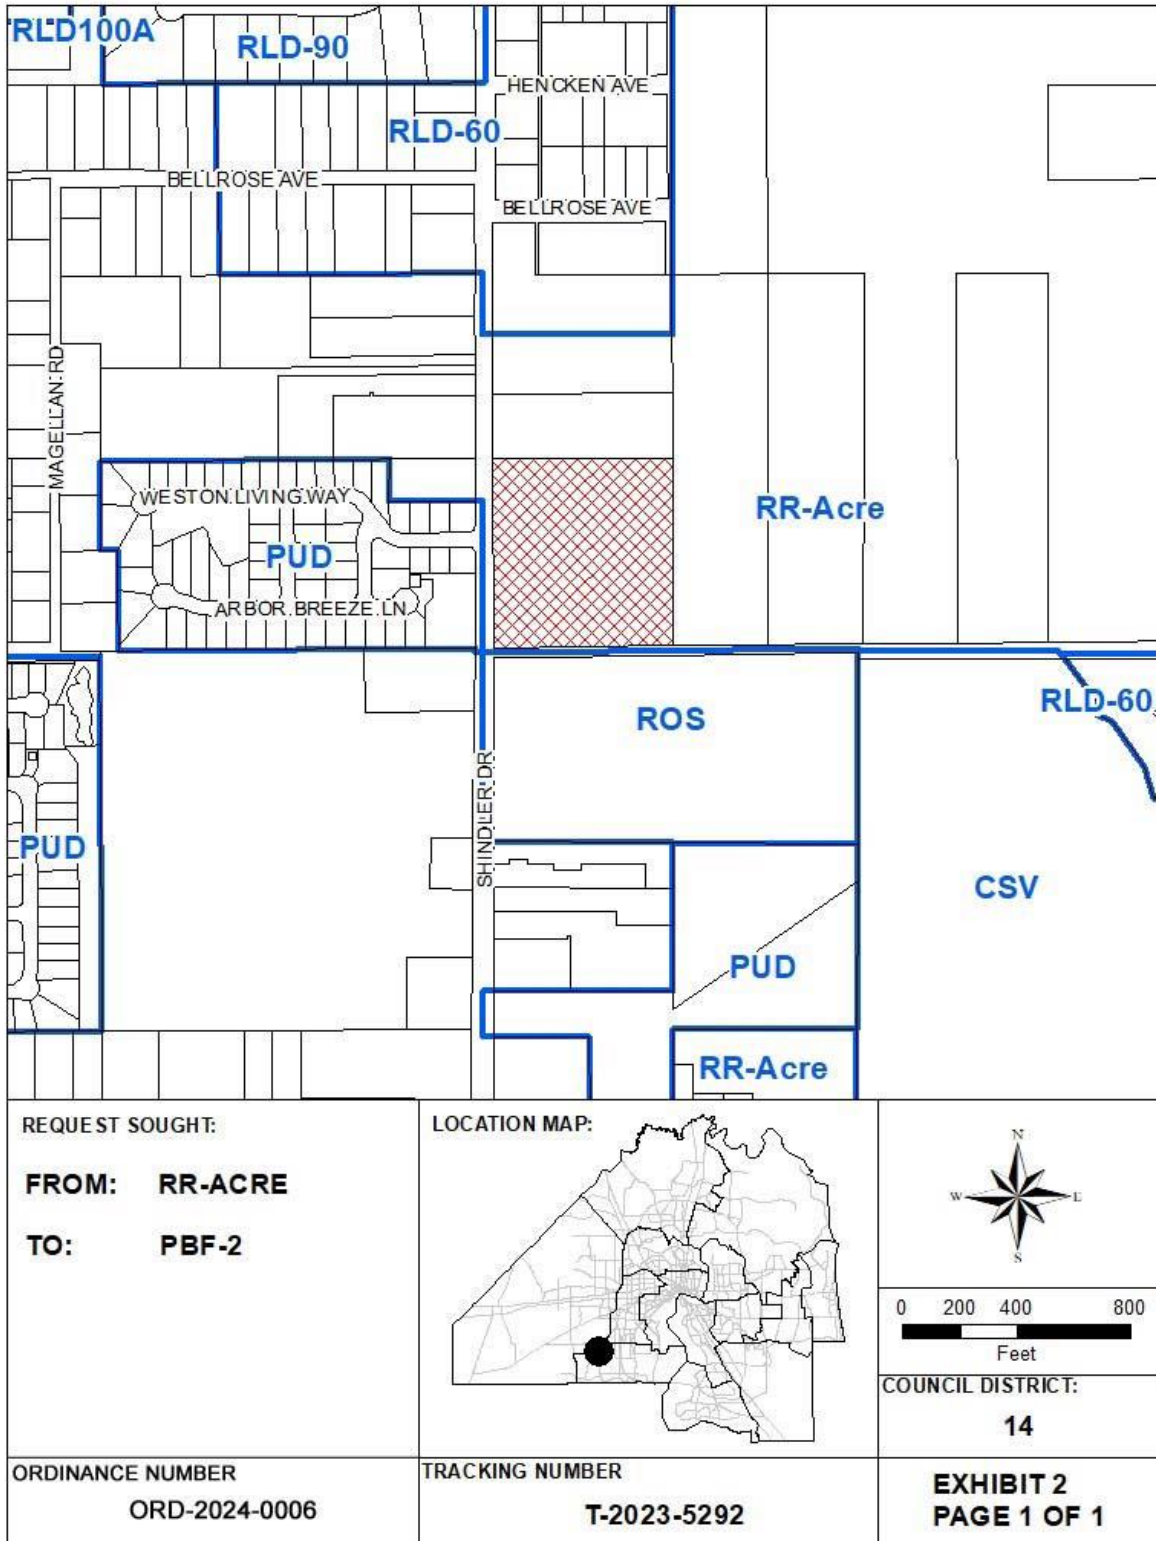 RLD100A
RLD-90
HENCKEN AVE
RLD-60
BELLROSE AVE
BELLROSE AVE
MAGELLAN RD
WESTON LIVING WAY
RR-Acre
PUD
ARBOR BREEZE LN
RLD-60
ROS
SHINDLER DR
PUD
CSV
PUD
RR-Acre
REQUEST SOUGHT:
FROM: RR-ACRE
TO: PBF-2
LOCATION MAP:
N
W E
S
0 200 400 800
Feet
COUNCIL DISTRICT:
14
ORDINANCE NUMBER
ORD-2024-0006
TRACKING NUMBER
T-2023-5292
EXHIBIT 2
PAGE 1 OF 1